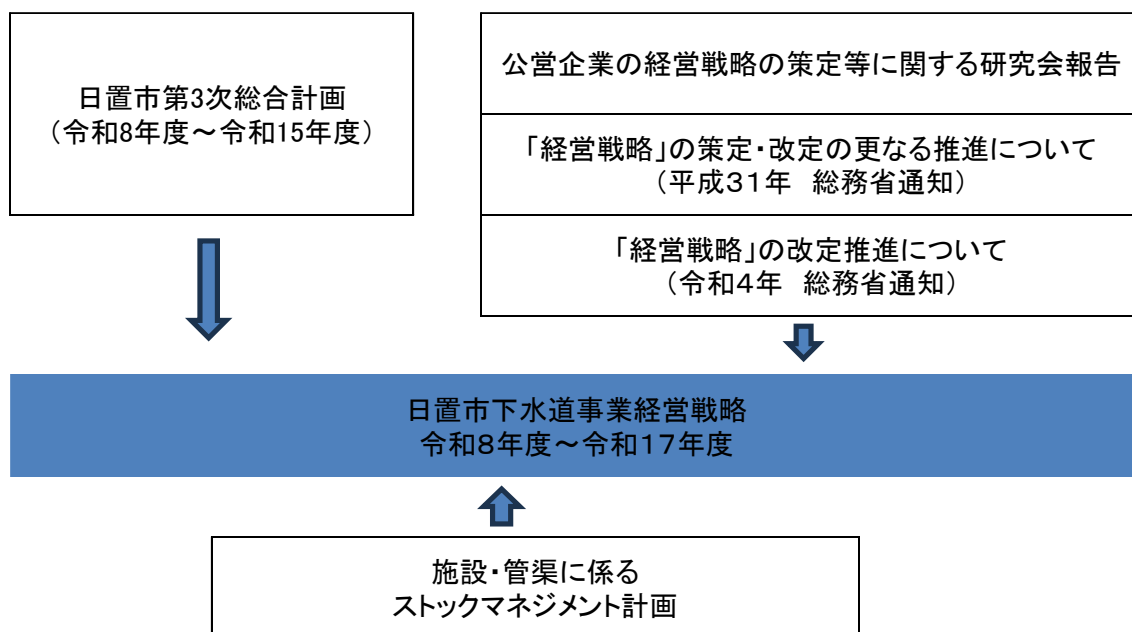 日置市第3次総合計画
（令和8年度～令和15年度）
公営企業の経営戦略の策定等に関する研究会報告
「経営戦略」の策定・改定の更なる推進について
（平成３１年　総務省通知）
「経営戦略」の改定推進について
（令和４年　総務省通知）
日置市下水道事業経営戦略
令和８年度～令和１７年度
施設・管渠に係る
ストックマネジメント計画